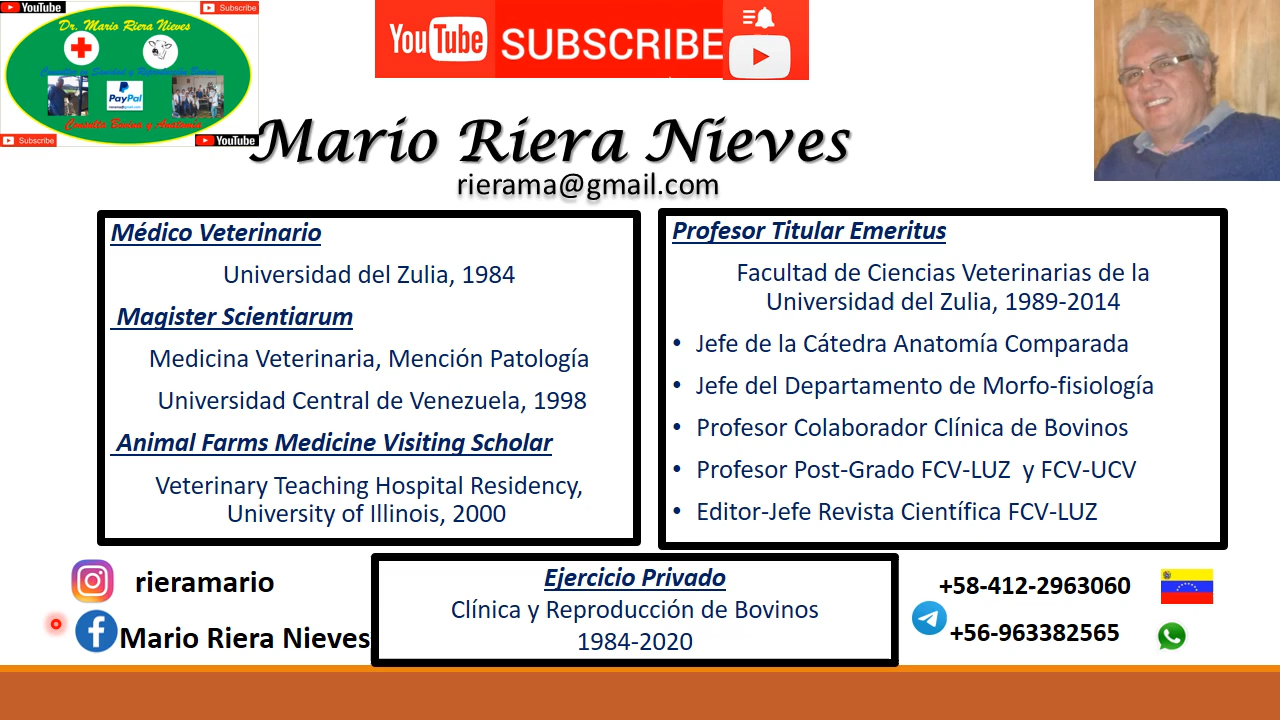 YouTube
Subscribe
Dr. Mario Riera Nieves
PayPal
Consulta Bovina y Anatomía
Subscribe
YouTube
YouTube SUBSCRIBE
Mario Riera Nieves
rierama@gmail.com
Médico Veterinario
Universidad del Zulia, 1984
Magister Scientiarum
Medicina Veterinaria, Mención Patología
Universidad Central de Venezuela, 1998
Animal Farms Medicine Visiting Scholar
Veterinary Teaching Hospital Residency,
University of Illinois, 2000
Profesor Titular Emeritus
Facultad de Ciencias Veterinarias de la
Universidad del Zulia, 1989-2014
• Jefe de la Cátedra Anatomía Comparada
• Jefe del Departamento de Morfo-fisiología
• Profesor Colaborador Clínica de Bovinos
• Profesor Post-Grado FCV-LUZ y FCV-UCV
• Editor-Jefe Revista Científica FCV-LUZ
rieramario
Mario Riera Nieves
Ejercicio Privado
Clínica y Reproducción de Bovinos
1984-2020
+58-412-2963060
+56-963382565